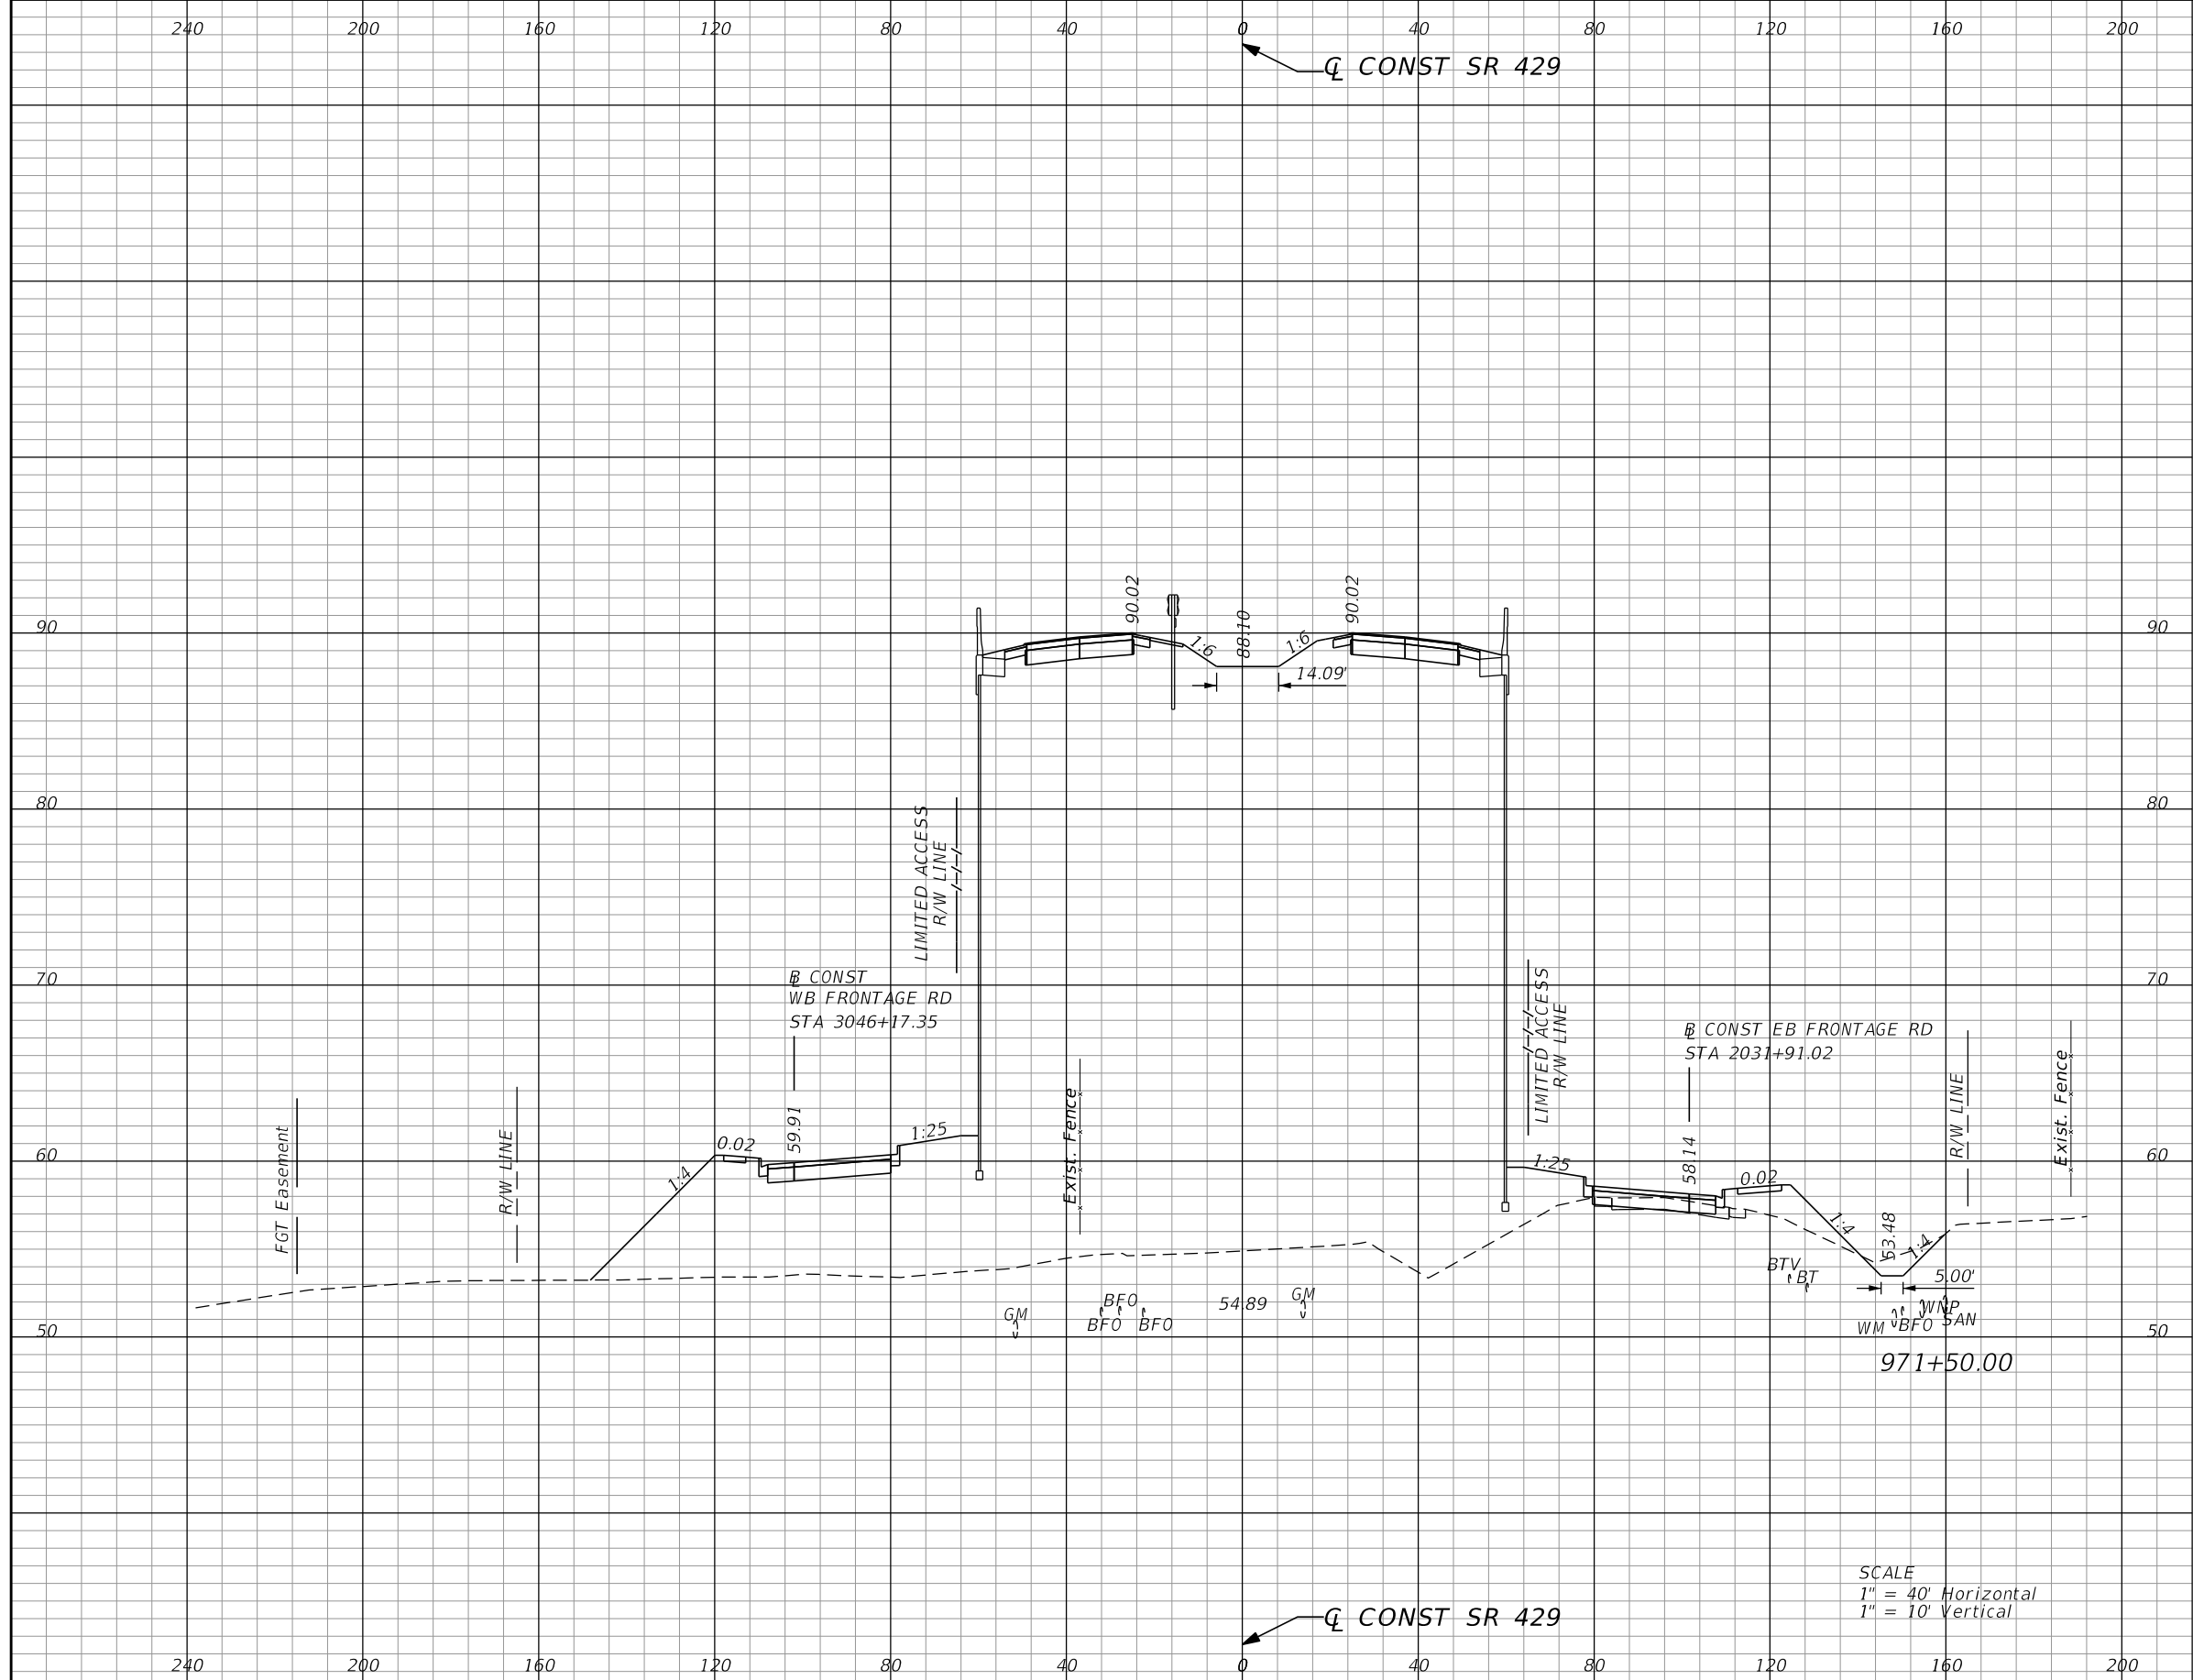 240 200 160 120 80 40 0 40 80 120 160 200
℄ CONST SR 429
90.02
90.02
90 90
1:6
88.10
1:6
14.09'
80 80
LIMITED ACCESS
R/W LINE
70 70
B CONST
WB FRONTAGE RD
STA 3046+17.35
LIMITED ACCESS
R/W LINE
B CONST EB FRONTAGE RD
STA 2031+91.02
FGT Easement
R/W LINE
1:4
0.02
59.91
1:25
Exist. Fence
1:25
58.14
0.02
1:4
53.48
1:4
R/W LINE
Exist. Fence
60 60
BTV
BT
5.00'
GM
BFO
BFO
BFO
54.89
GM
WM
BFO
WNP
SAN
50 50
971+50.00
SCALE
1" = 40' Horizontal
1" = 10' Vertical
℄ CONST SR 429
240 200 160 120 80 40 0 40 80 120 160 200